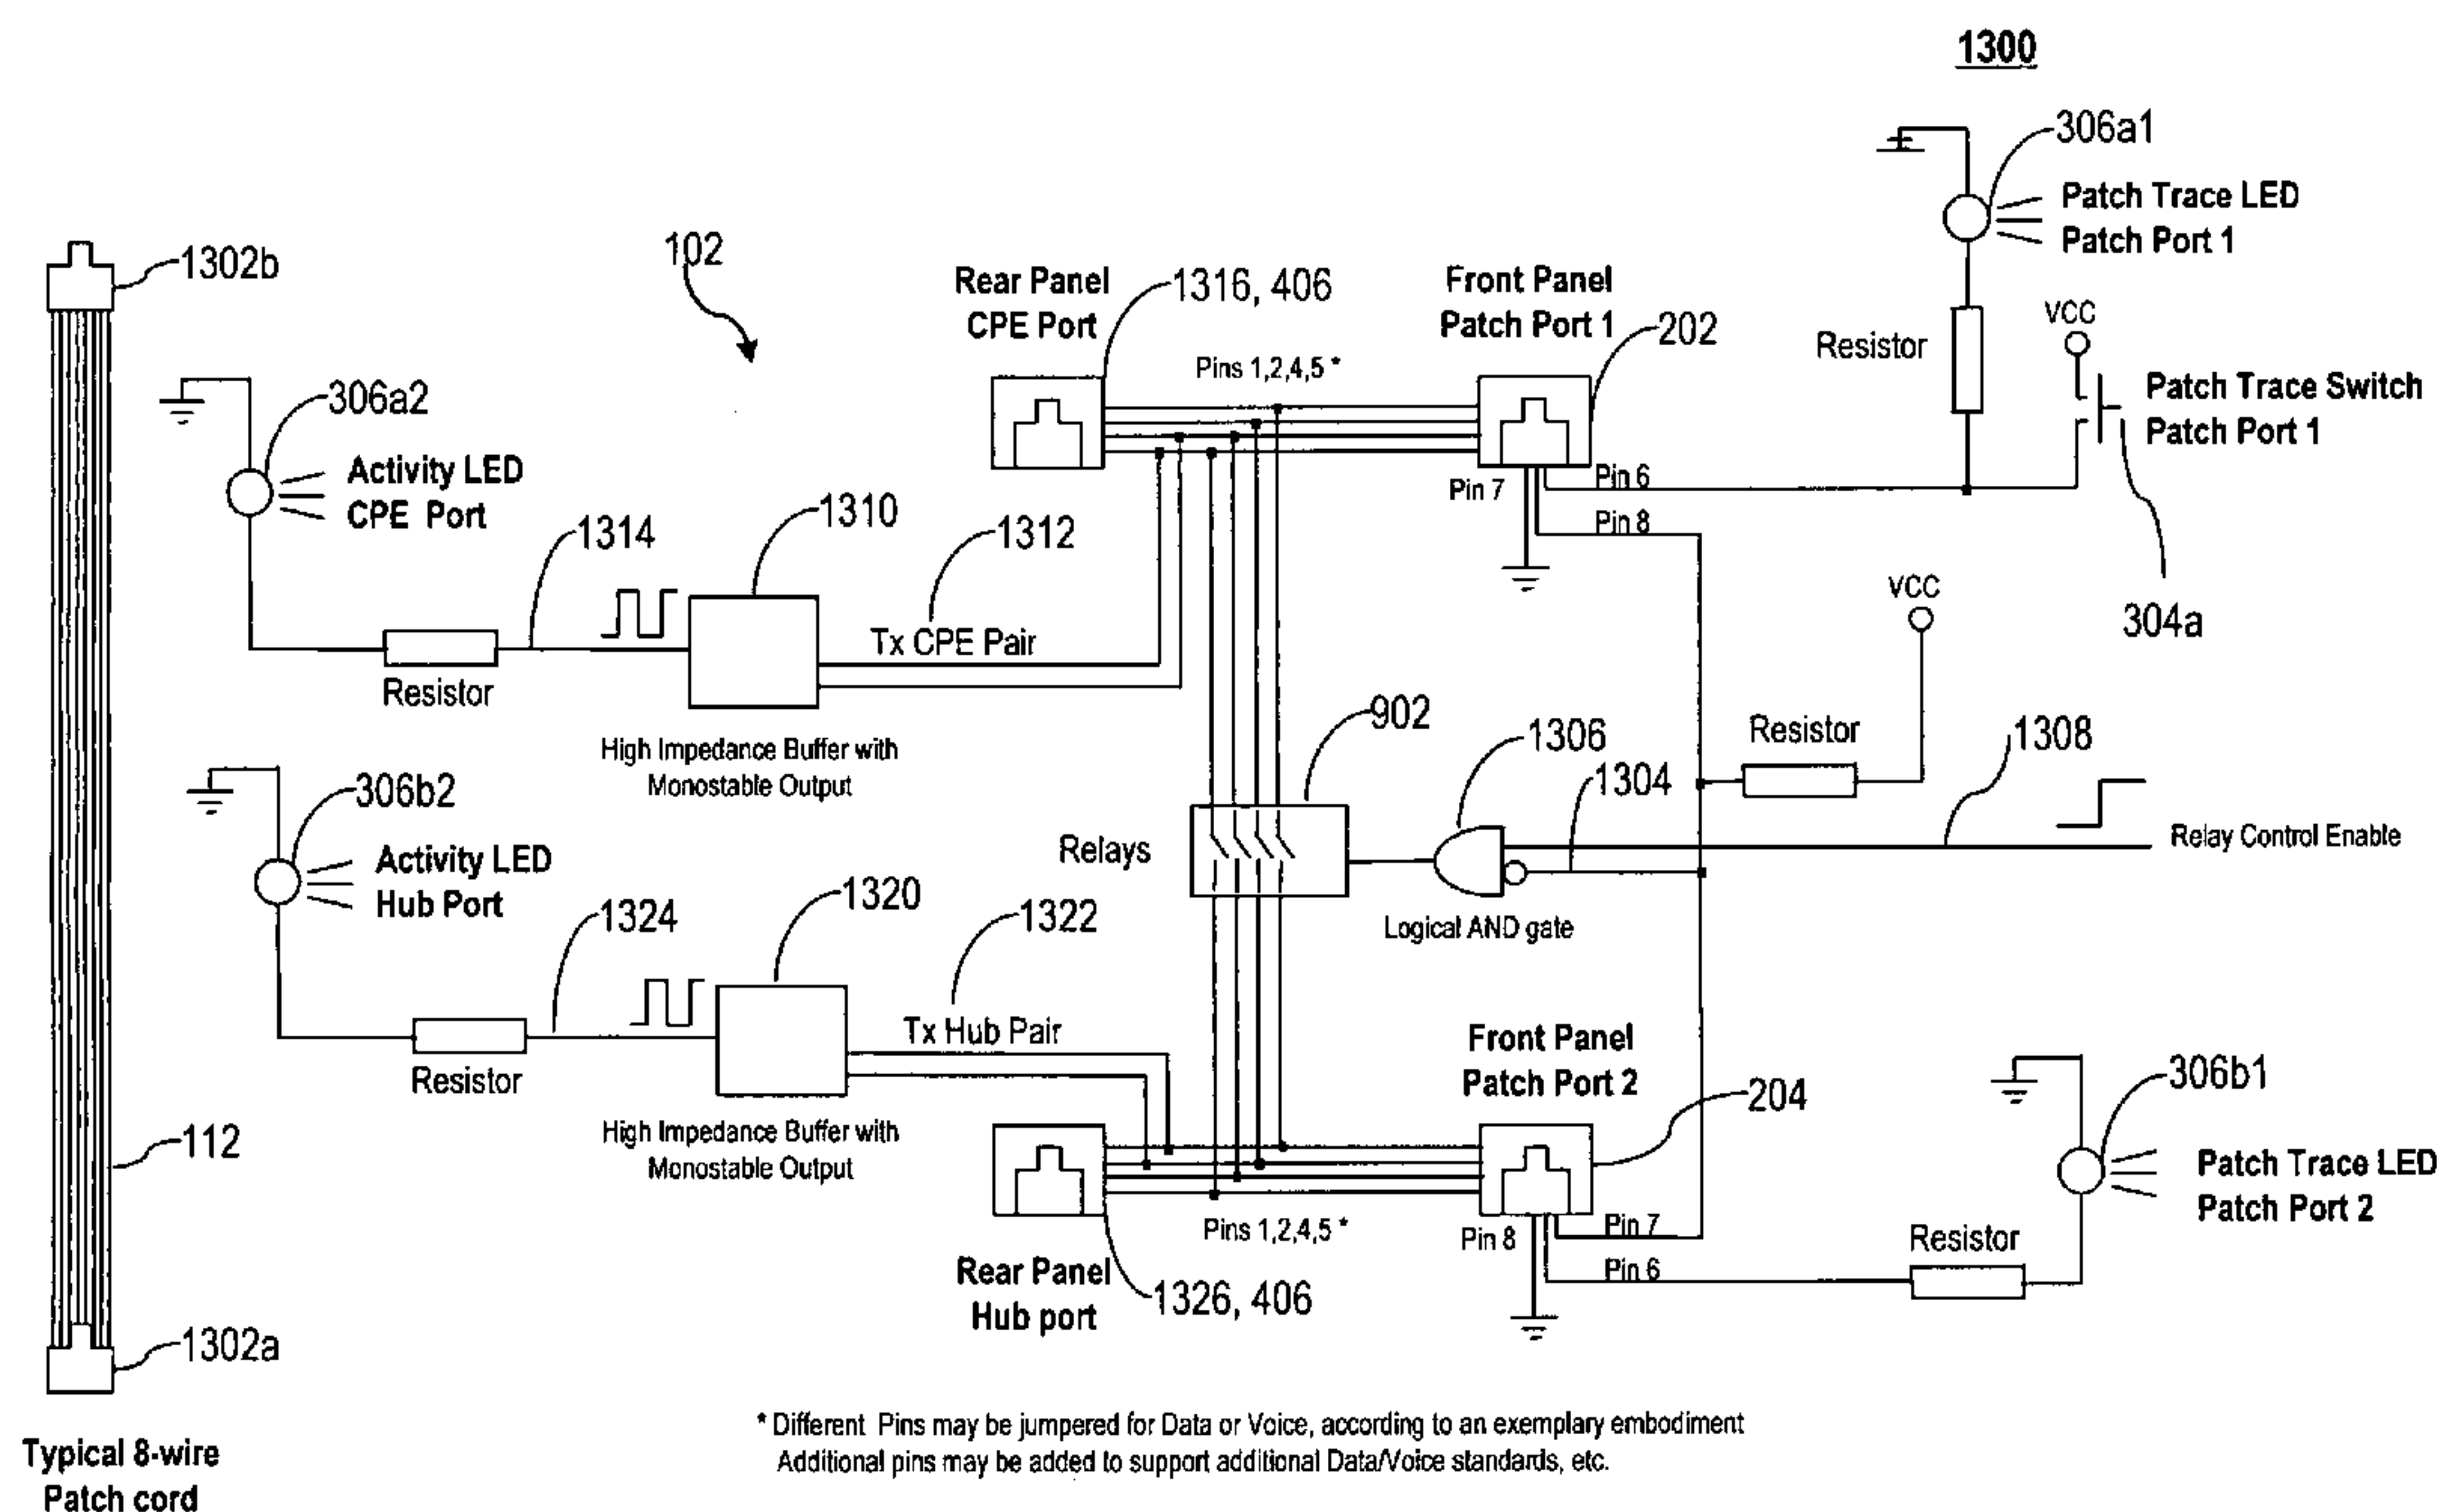 1300
306a1
Patch Trace LED
Patch Port 1
1302b
102
Rear Panel
CPE Port
1316, 406
Front Panel
Patch Port 1
202
VCC
Resistor
Pins 1,2,4,5 *
Patch Trace Switch
Patch Port 1
306a2
Activity LED
CPE Port
Pin 7
Pin 6
Pin 8
1314
1310
1312
VCC
304a
Tx CPE Pair
Resistor
High Impedance Buffer with
Monostable Output
902
1306
Resistor
1308
1304
306b2
Relays
Relay Control Enable
Activity LED
Hub Port
1324
1320
1322
Logical AND gate
Tx Hub Pair
Resistor
Front Panel
Patch Port 2
204
306b1
High Impedance Buffer with
Monostable Output
112
Patch Trace LED
Patch Port 2
Pins 1,2,4,5 *
Pin 8
Pin 7
Pin 6
Resistor
Rear Panel
Hub port
1326, 406
1302a
* Different Pins may be jumpered for Data or Voice, according to an exemplary embodiment
Additional pins may be added to support additional Data/Voice standards, etc.
Typical 8-wire
Patch cord